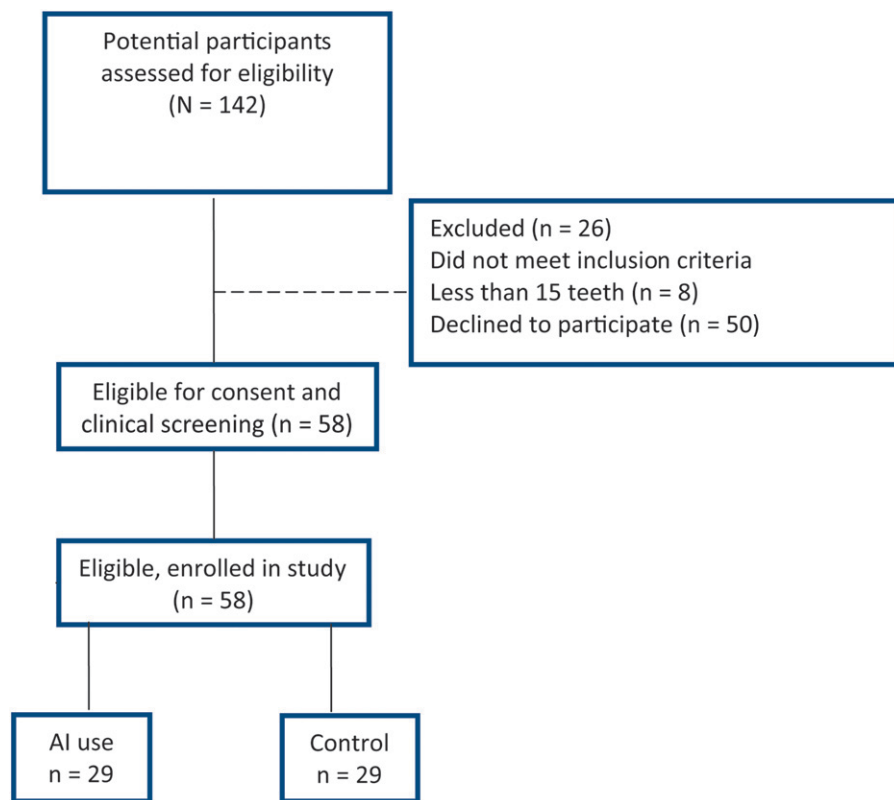 Potential participants
assessed for eligibility
(N = 142)
Excluded (n = 26)
Did not meet inclusion criteria
Less than 15 teeth (n = 8)
Declined to participate (n = 50)
Eligible for consent and
clinical screening (n = 58)
Eligible, enrolled in study
(n = 58)
AI use
n = 29
Control
n = 29